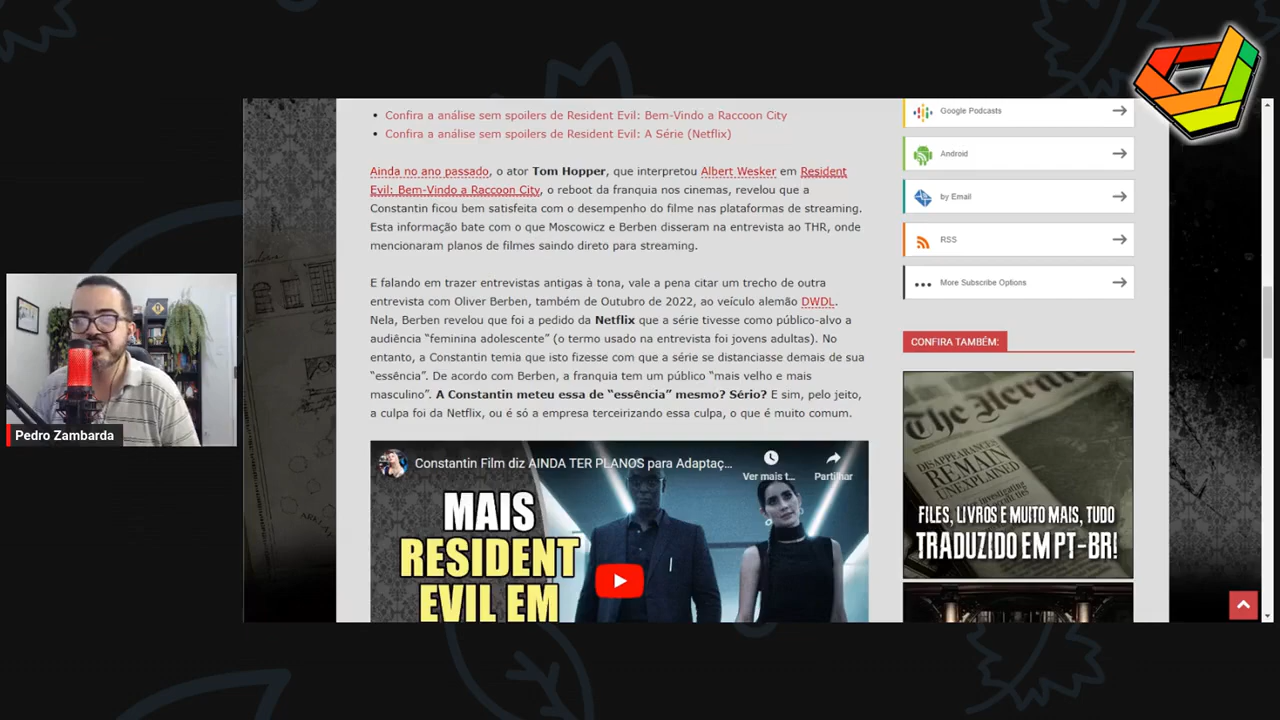 Confira a análise sem spoilers de Resident Evil: Bem-Vindo a Raccoon City
Confira a análise sem spoilers de Resident Evil: A Série (Netflix)
Ainda no ano passado, o ator Tom Hopper, que interpretou Albert Wesker em Resident
Evil: Bem-Vindo a Raccoon City, o reboot da franquia nos cinemas, revelou que a
Constantin ficou bem satisfeita com o desempenho do filme nas plataformas de streaming.
Esta informação bate com o que Moscowicz e Berben disseram na entrevista ao THR, onde
mencionaram planos de filmes saindo direto para streaming.
E falando em trazer entrevistas antigas à tona, vale a pena citar um trecho de outra
entrevista com Oliver Berben, também de Outubro de 2022, ao veículo alemão DWDL.
Nela, Berben revelou que foi a pedido da Netflix que a série tivesse como público-alvo a
audiência “feminina adolescente” (o termo usado na entrevista foi jovens adultas). No
entanto, a Constantin temia que isto fizesse com que a série se distanciasse demais de sua
“essência”. De acordo com Berben, a franquia tem um público “mais velho e mais
masculino”. A Constantin meteu essa de “essência” mesmo? Sério? E sim, pelo jeito,
a culpa foi da Netflix, ou é só a empresa terceirizando essa culpa, o que é muito comum.
Constantin Film diz AINDA TER PLANOS para Adaptaç...
Ver mais t...
Partilhar
MAIS
RESIDENT
EVIL EM
Google Podcasts
Android
by Email
RSS
More Subscribe Options
CONFIRA TAMBÉM:
The Herald
DISAPPEARANCES
REMAIN
UNEXPLAINED
FILES, LIVROS E MUITO MAIS, TUDO
TRADUZIDO EM PT-BR!
Pedro Zambarda